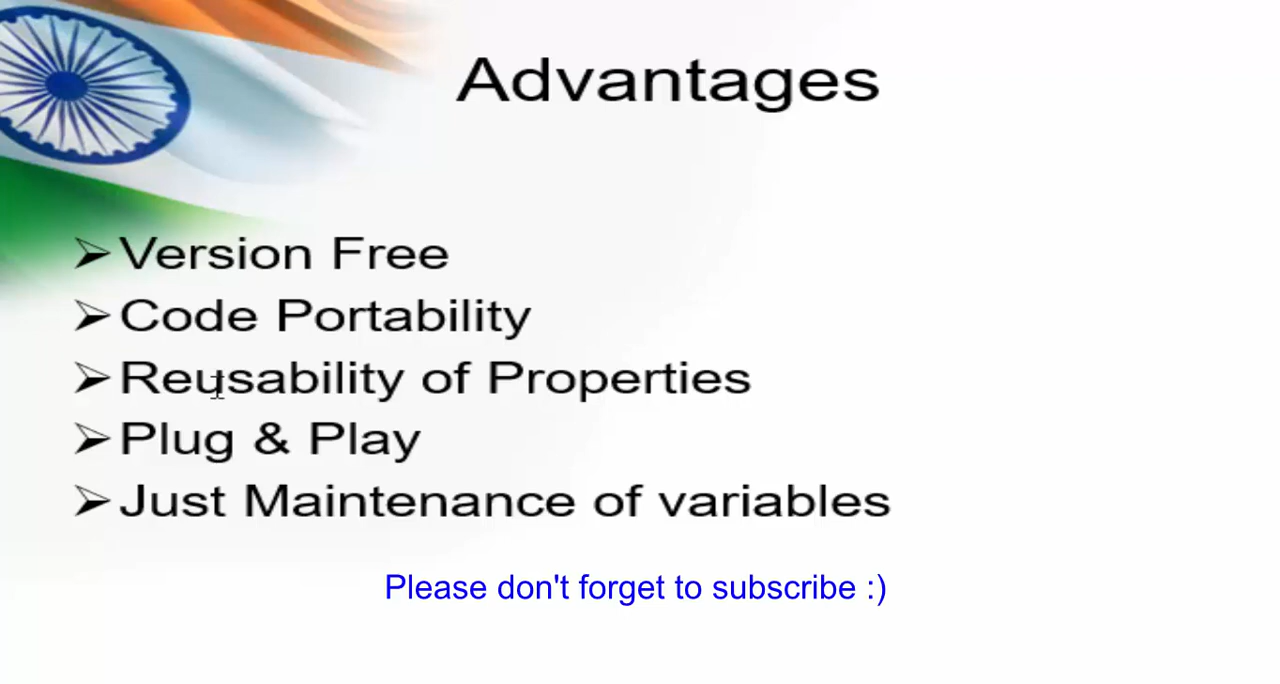 Advantages
Version Free
Code Portability
Reusability of Properties
Plug & Play
Just Maintenance of variables
Please don't forget to subscribe :)